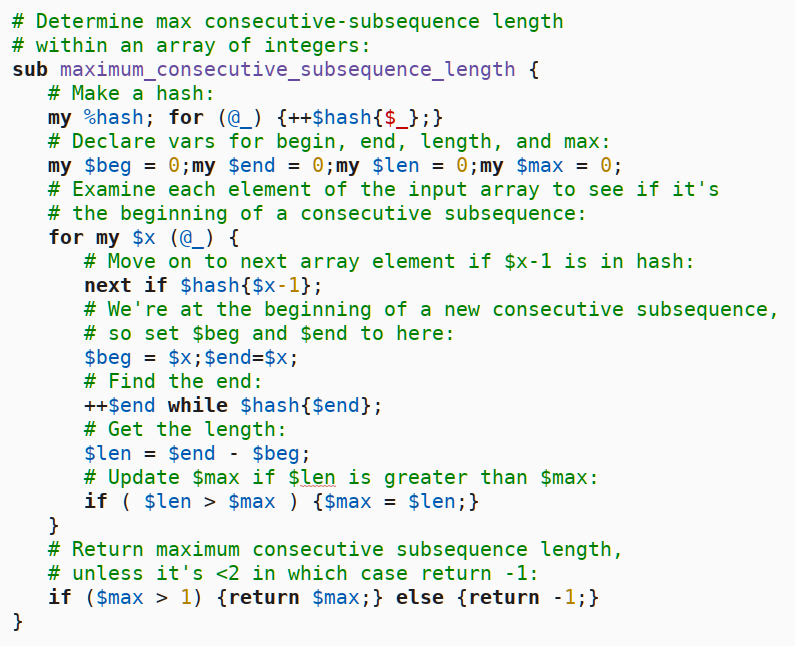 # Determine max consecutive-subsequence length
# within an array of integers:
sub maximum_consecutive_subsequence_length {
   # Make a hash:
   my %hash; for (@_) {++$hash{$_};}
   # Declare vars for begin, end, length, and max:
   my $beg = 0;my $end = 0;my $len = 0;my $max = 0;
   # Examine each element of the input array to see if it's
   # the beginning of a consecutive subsequence:
   for my $x (@_) {
      # Move on to next array element if $x-1 is in hash:
      next if $hash{$x-1};
      # We're at the beginning of a new consecutive subsequence,
      # so set $beg and $end to here:
      $beg = $x;$end=$x;
      # Find the end:
      ++$end while $hash{$end};
      # Get the length:
      $len = $end - $beg;
      # Update $max if $len is greater than $max:
      if ( $len > $max ) {$max = $len;}
   }
   # Return maximum consecutive subsequence length,
   # unless it's <2 in which case return -1:
   if ($max > 1) {return $max;} else {return -1;}
}